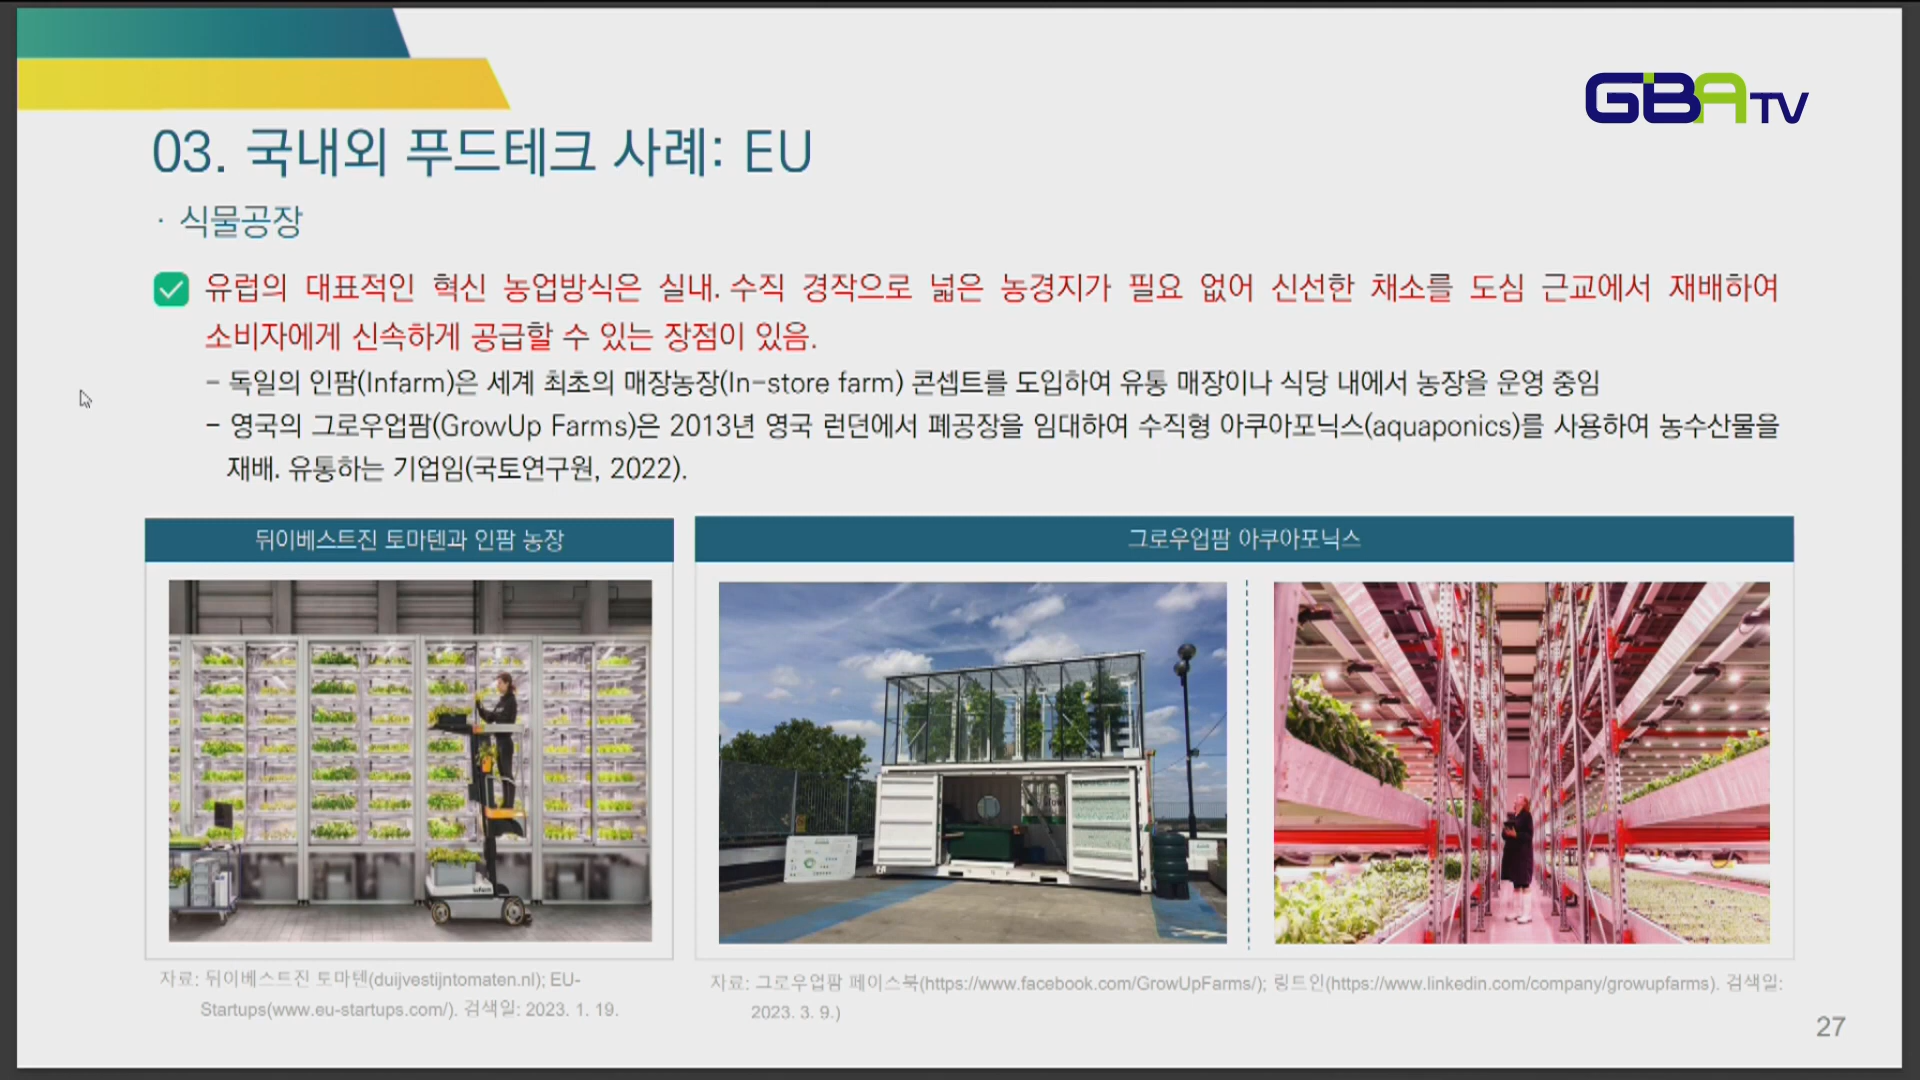 GBA TV
03. 국내외 푸드테크 사례: EU
· 식물공장
유럽의 대표적인 혁신 농업방식은 실내. 수직 경작으로 넓은 농경지가 필요 없어 신선한 채소를 도심 근교에서 재배하여
소비자에게 신속하게 공급할 수 있는 장점이 있음.
– 독일의 인팜(Infarm)은 세계 최초의 매장농장(In-store farm) 콘셉트를 도입하여 유통 매장이나 식당 내에서 농장을 운영 중임
– 영국의 그로우업팜(GrowUp Farms)은 2013년 영국 런던에서 폐공장을 임대하여 수직형 아쿠아포닉스(aquaponics)를 사용하여 농수산물을
재배. 유통하는 기업임(국토연구원, 2022).
뒤이베스트진 토마텐과 인팜 농장
그로우업팜 아쿠아포닉스
자료: 뒤이베스트진 토마텐(duijvestijntomaten.nl); EU-
Startups(www.eu-startups.com/). 검색일: 2023. 1. 19.
자료: 그로우업팜 페이스북(https://www.facebook.com/GrowUpFarms/); 링트인(https://www.linkedin.com/company/growupfarms). 검색일:
2023. 3. 9.)
27